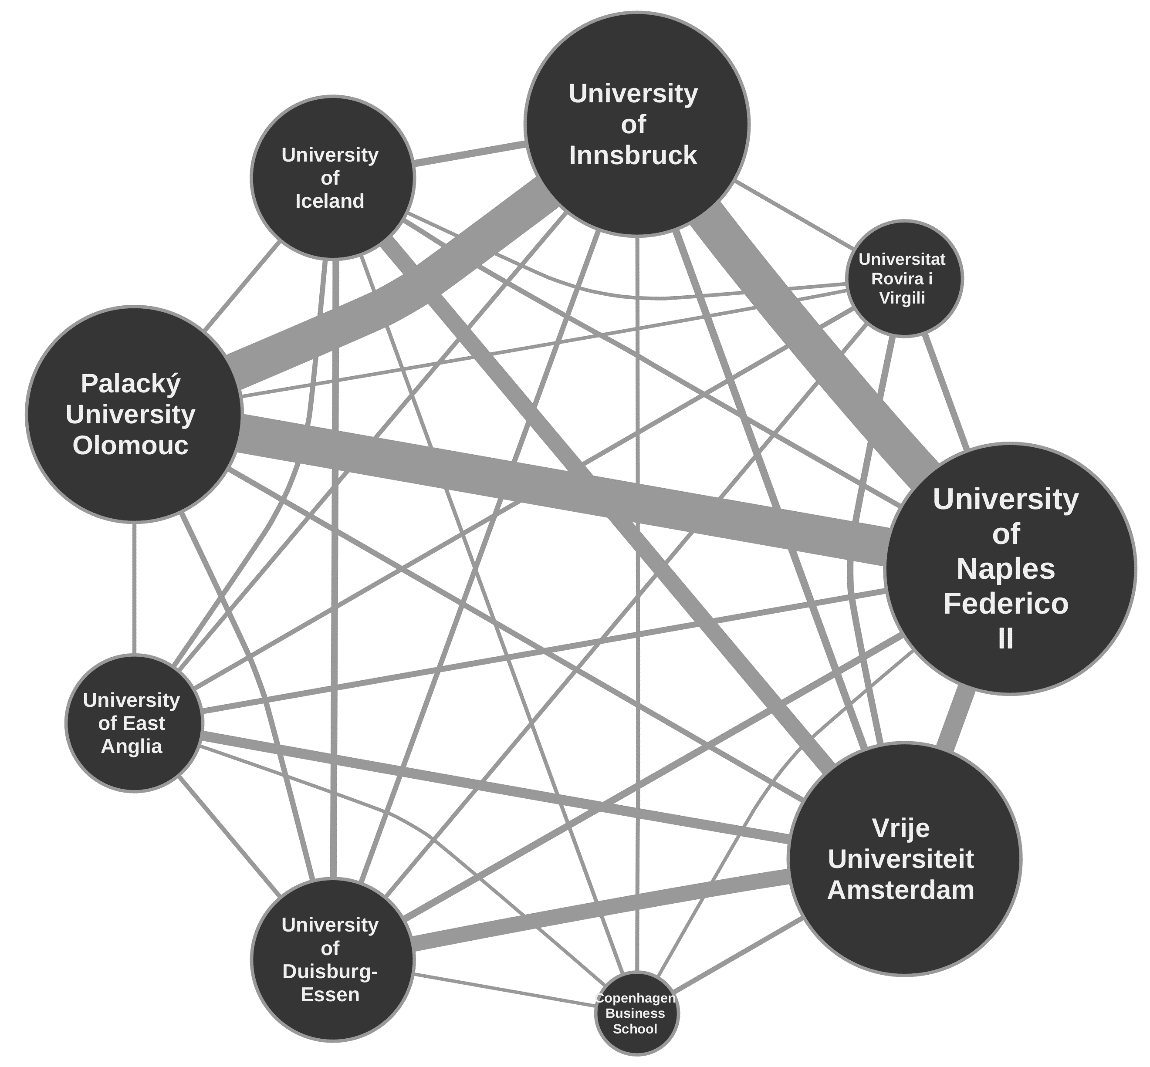 University
of
Innsbruck
University
of
Iceland
Universitat
Rovira i
Virgili
Palacký
University
Olomouc
University
of
Naples
Federico
II
University
of East
Anglia
Vrije
Universiteit
Amsterdam
University
of
Duisburg-
Essen
Copenhagen
Business
School